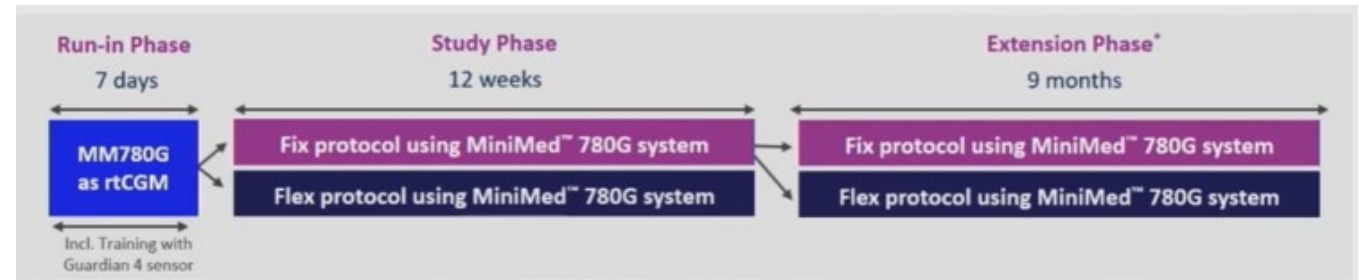 Run-in Phase
7 days
MM780G
as rtCGM
Incl. Training with
Guardian 4 sensor
Study Phase
12 weeks
Fix protocol using MiniMed™ 780G system
Flex protocol using MiniMed™ 780G system
Extension Phase*
9 months
Fix protocol using MiniMed™ 780G system
Flex protocol using MiniMed™ 780G system